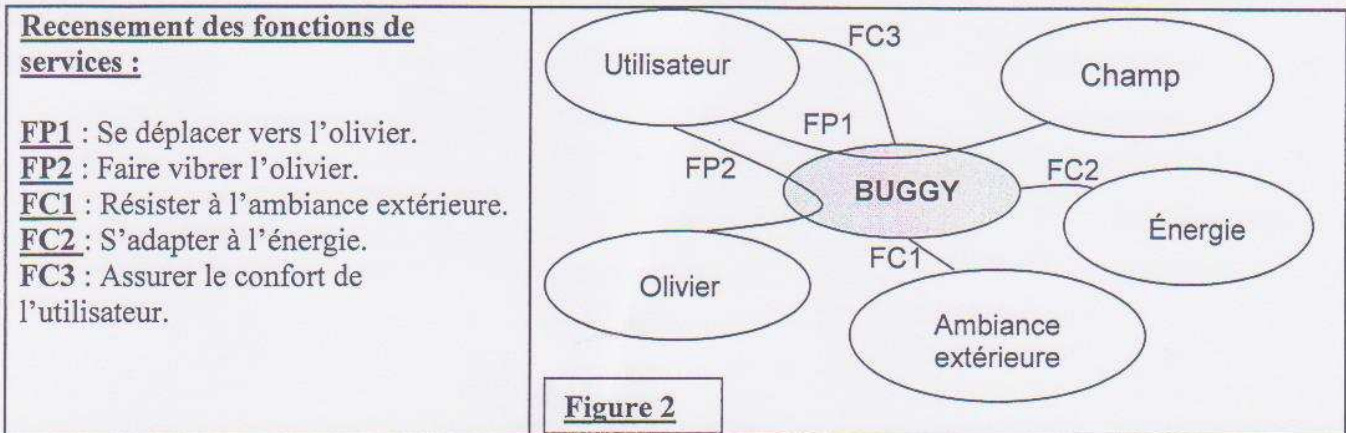 Recensement des fonctions de
services :
FP1 : Se déplacer vers l'olivier.
FP2 : Faire vibrer l'olivier.
FC1 : Résister à l'ambiance extérieure.
FC2 : S'adapter à l'énergie.
FC3 : Assurer le confort de
l'utilisateur.
Utilisateur
FC3
Champ
FP1
FP2
BUGGY
FC2
Énergie
FC1
Olivier
Ambiance
extérieure
Figure 2